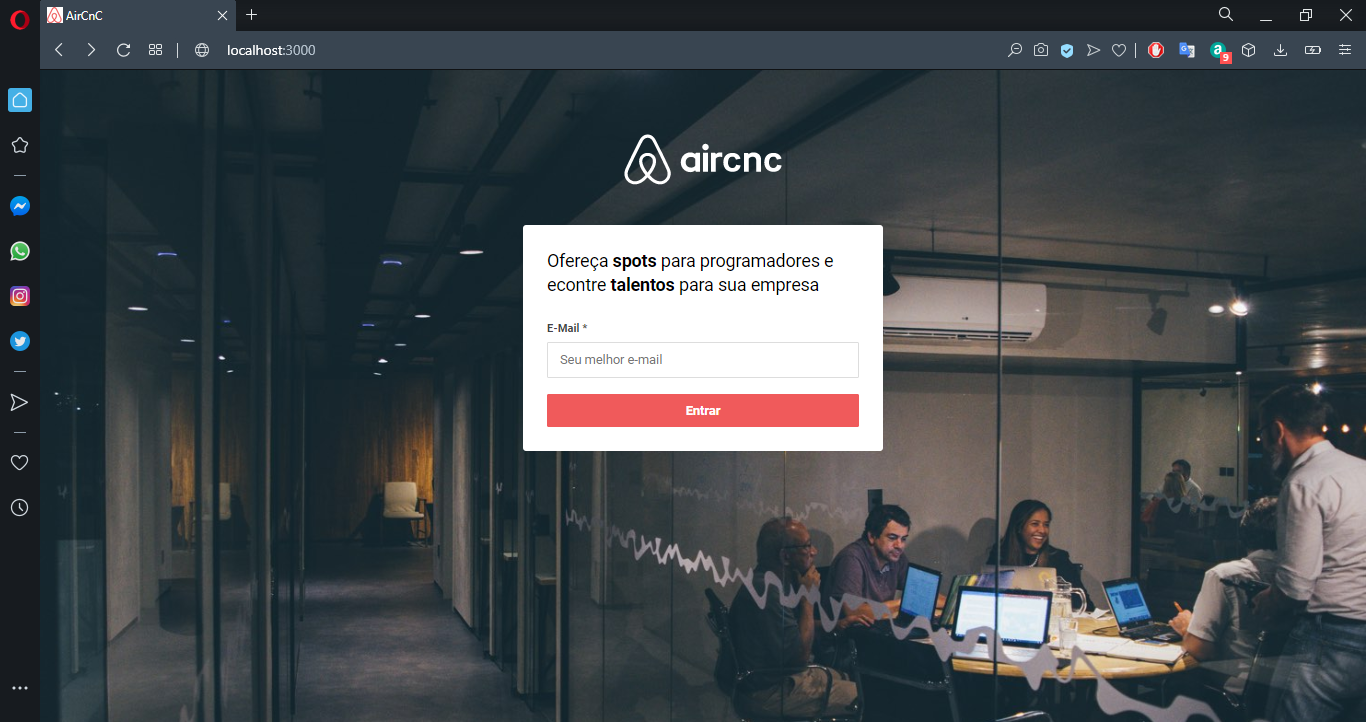 AirCnC
localhost:3000
9
aircnc
Ofereça spots para programadores e
econtre talentos para sua empresa
E-Mail *
Seu melhor e-mail
Entrar